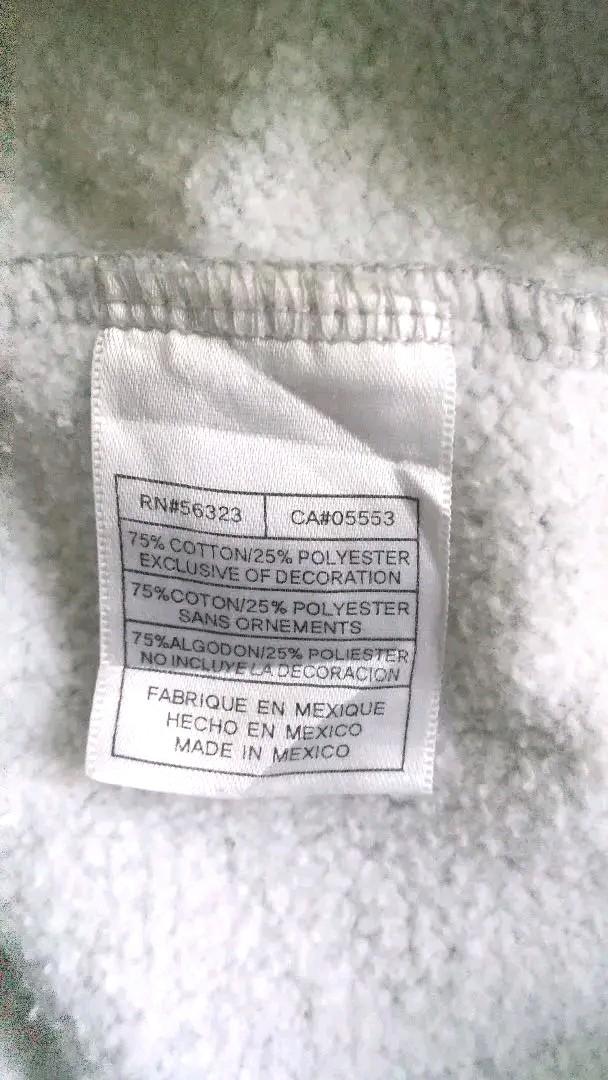 RN#56323 CA#05553
75% COTTON/25% POLYESTER
EXCLUSIVE OF DECORATION
75%COTON/25% POLYESTER
SANS ORNEMENTS
75%ALGODON/25% POLIESTER
NO INCLUYE LA DECORACION
FABRIQUE EN MEXIQUE
HECHO EN MEXICO
MADE IN MEXICO